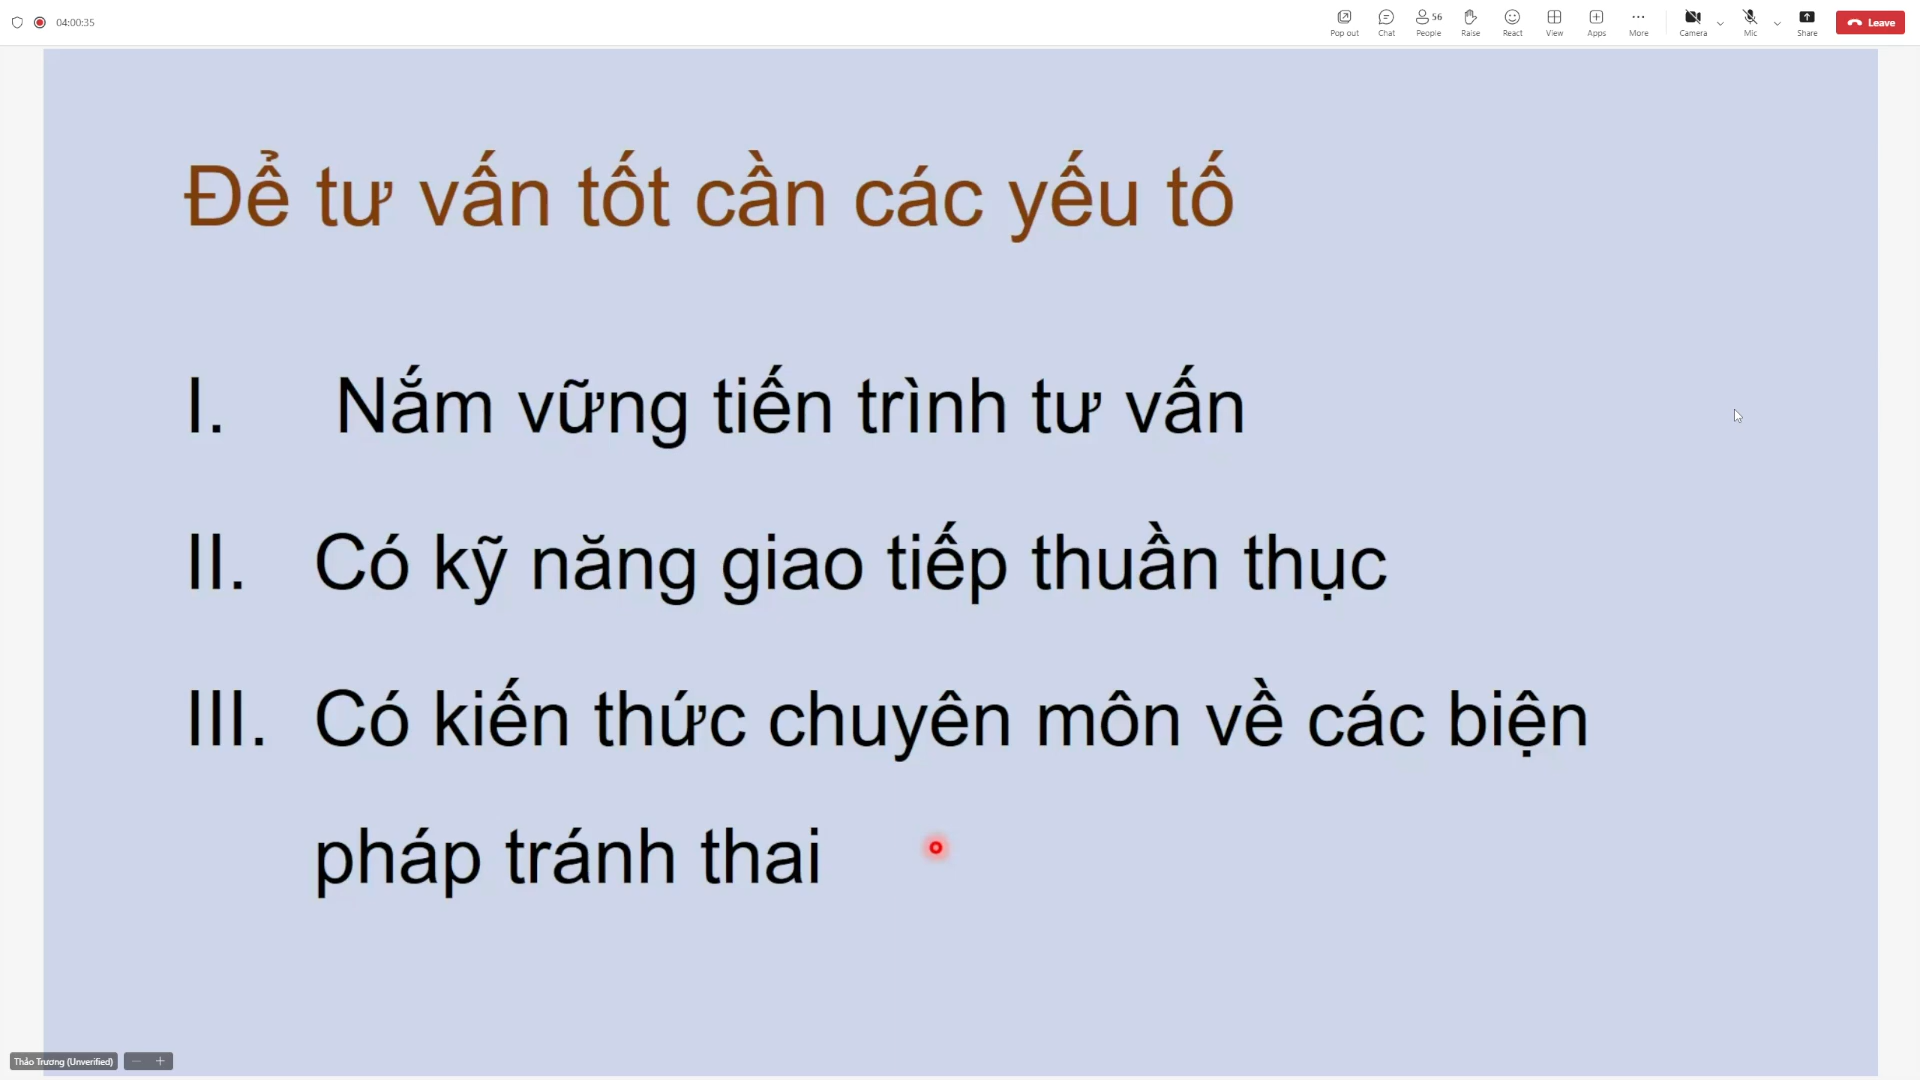 04:00:35
Pop out
Chat
56
People
Raise
React
View
Apps
More
Camera
Mic
Share
Leave
Để tư vấn tốt cần các yếu tố
I. Nắm vững tiến trình tư vấn
II. Có kỹ năng giao tiếp thuần thục
III. Có kiến thức chuyên môn về các biện
pháp tránh thai
Thảo Trương (Unverified)